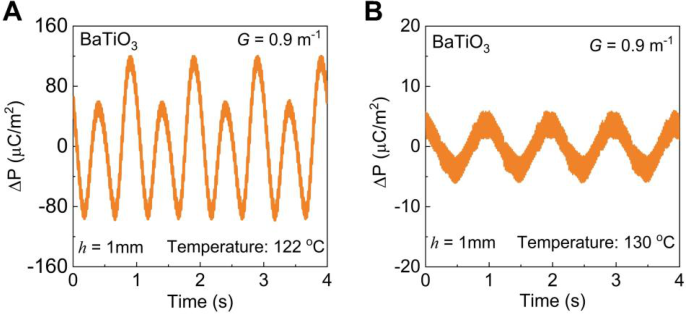 A
BaTiO₃ G = 0.9 m⁻¹
ΔP (μC/m²)
160
80
0
-80
-160
h = 1mm Temperature: 122 ᵒC
0 1 2 3 4
Time (s)
B
BaTiO₃ G = 0.9 m⁻¹
ΔP (μC/m²)
20
10
0
-10
-20
h = 1mm Temperature: 130 ᵒC
0 1 2 3 4
Time (s)